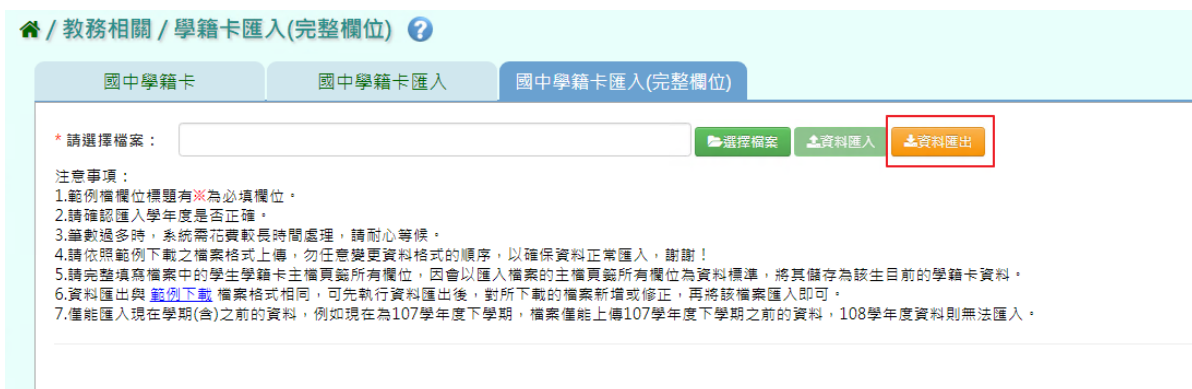 / 教務相關 / 學籍卡匯入(完整欄位) ?
國中學籍卡 國中學籍卡匯入 國中學籍卡匯入(完整欄位)
* 請選擇檔案： 選擇檔案 資料匯入 資料匯出
注意事項：
1.範例檔欄位標題有※為必填欄位。
2.請確認匯入學年度是否正確。
3.筆數過多時，系統需花費較長時間處理，請耐心等候。
4.請依照範例下載之檔案格式上傳，勿任意變更資料格式的順序，以確保資料正常匯入，謝謝！
5.請完整填寫檔案中的學生學籍卡主檔頁籤所有欄位，因會以匯入檔案的主檔頁籤所有欄位為資料標準，將其儲存為該生目前的學籍卡資料。
6.資料匯出與 範例下載 檔案格式相同，可先執行資料匯出後，對所下載的檔案新增或修正，再將該檔案匯入即可。
7.僅能匯入現在學期(含)之前的資料，例如現在為107學年度下學期，檔案僅能上傳107學年度下學期之前的資料，108學年度資料則無法匯入。